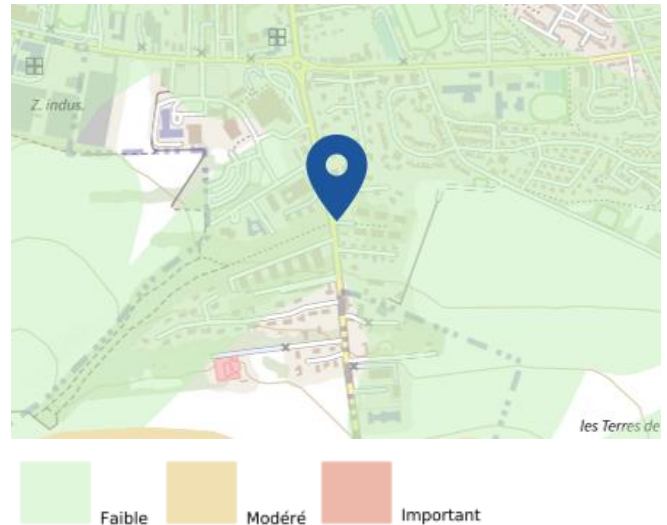 Z. indus.
les Terres de
Faible Modéré Important